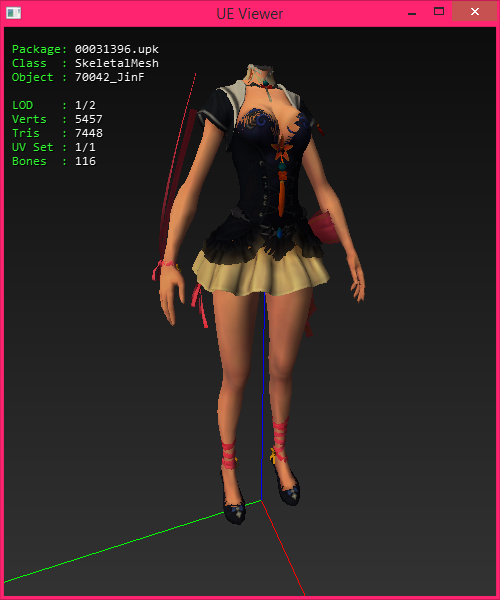 UE Viewer
Package: 00031396.upk
Class  : SkeletalMesh
Object : 70042_JinF
LOD    : 1/2
Verts  : 5457
Tris   : 7448
UV Set : 1/1
Bones  : 116